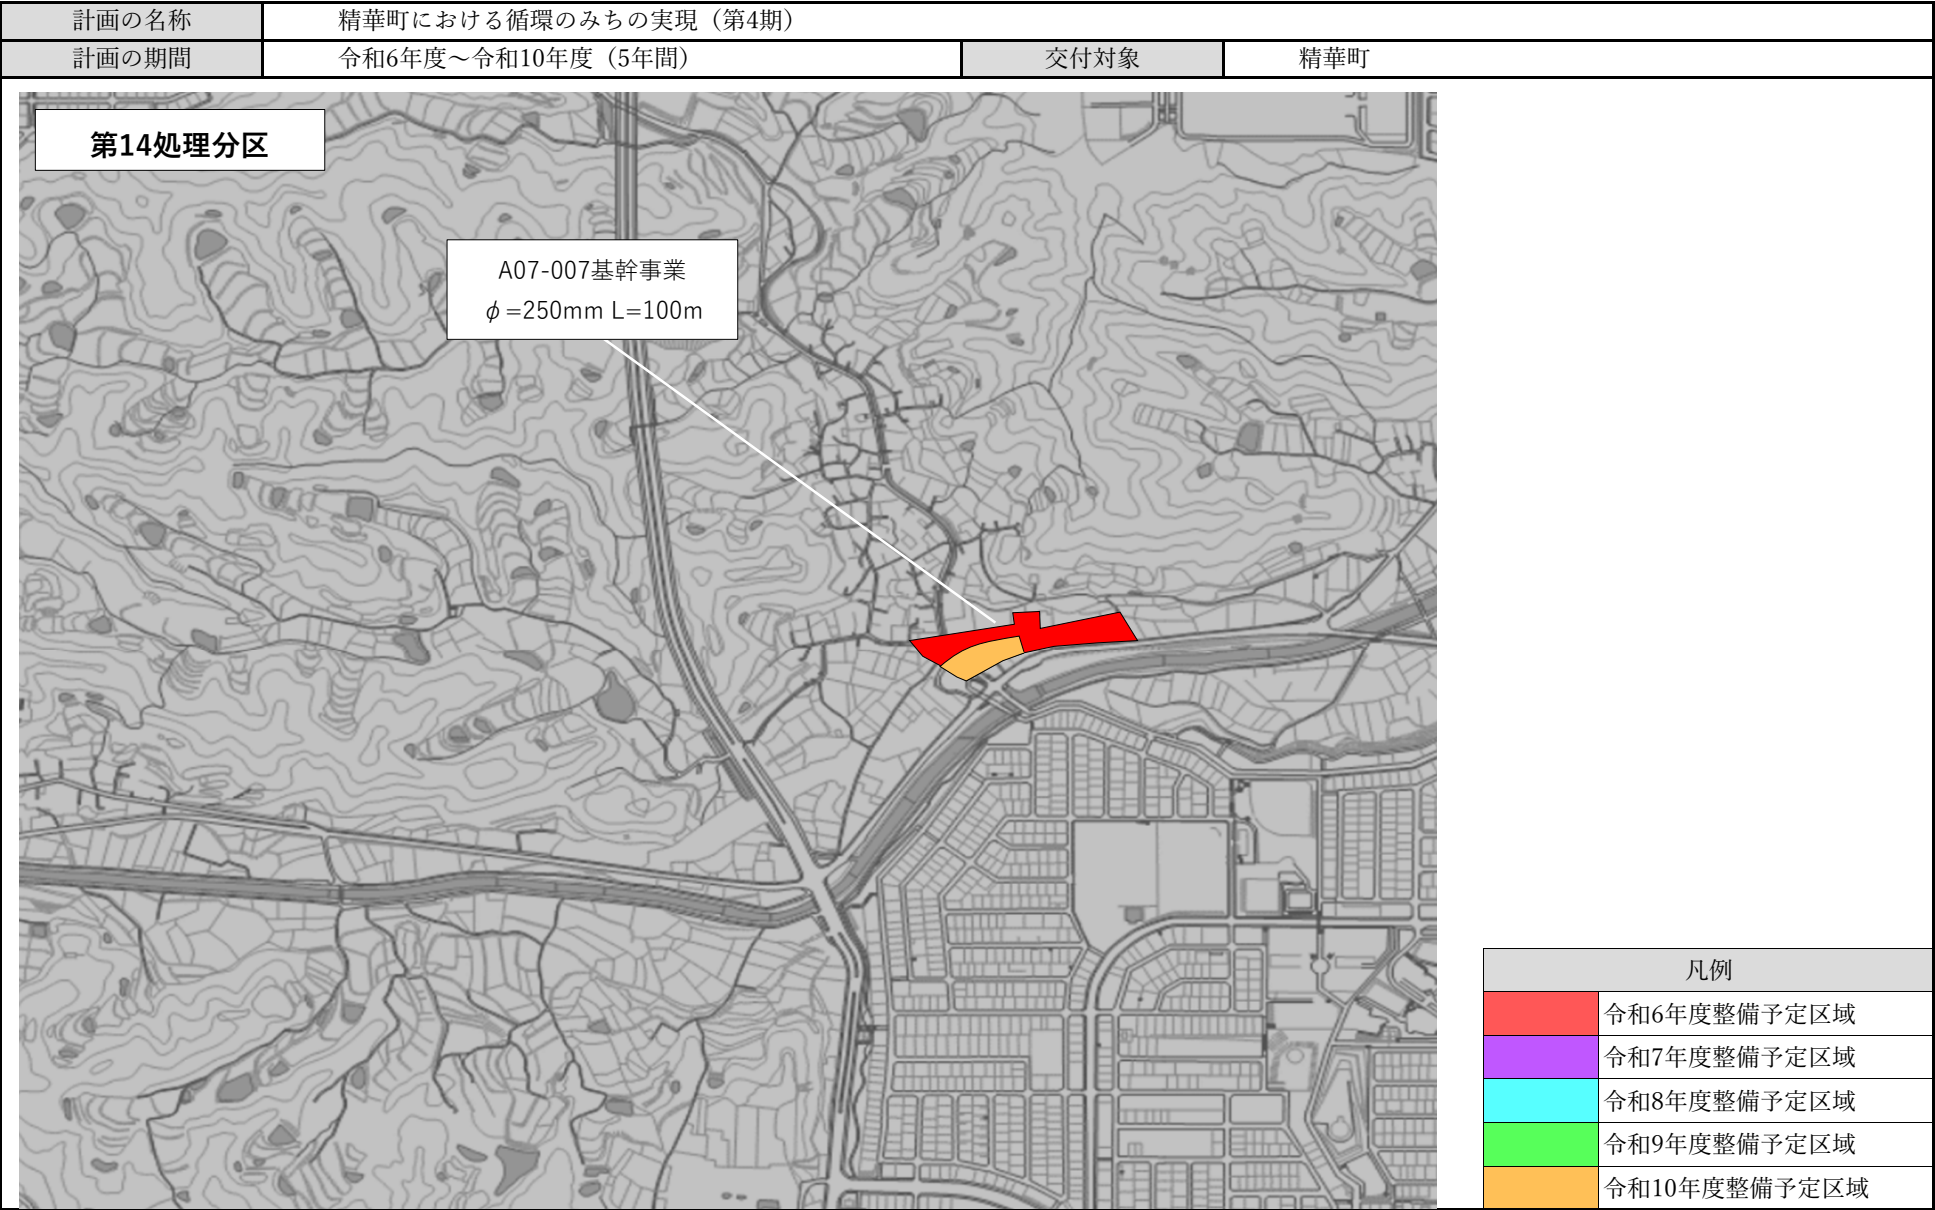 計画の名称 精華町における循環のみちの実現（第4期）
計画の期間 令和6年度～令和10年度（5年間） 交付対象 精華町
第14処理分区
A07-007基幹事業
φ=250mm L=100m
凡例
令和6年度整備予定区域
令和7年度整備予定区域
令和8年度整備予定区域
令和9年度整備予定区域
令和10年度整備予定区域